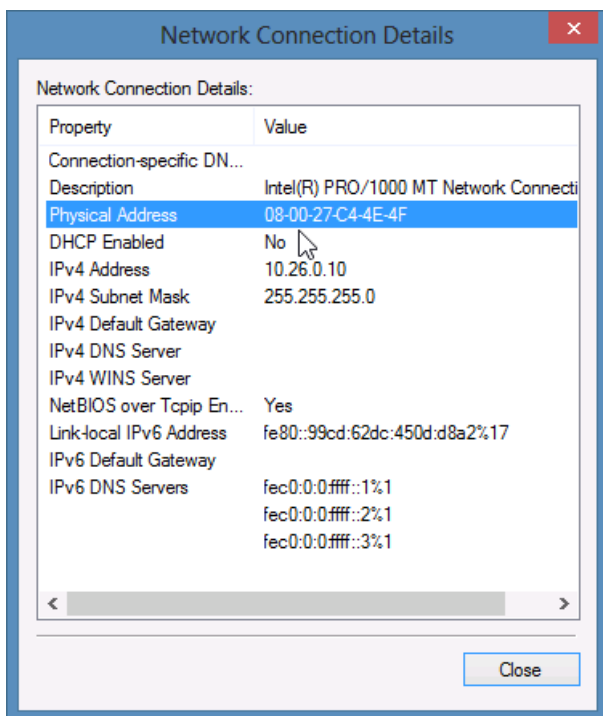 Network Connection Details
Network Connection Details:
Property Value
Connection-specific DN...
Description Intel(R) PRO/1000 MT Network Connecti
Physical Address 08-00-27-C4-4E-4F
DHCP Enabled No
IPv4 Address 10.26.0.10
IPv4 Subnet Mask 255.255.255.0
IPv4 Default Gateway
IPv4 DNS Server
IPv4 WINS Server
NetBIOS over Tcpip En... Yes
Link-local IPv6 Address fe80::99cd:62dc:450d:d8a2%17
IPv6 Default Gateway
IPv6 DNS Servers fec0:0:0:ffff::1%1
fec0:0:0:ffff::2%1
fec0:0:0:ffff::3%1
Close